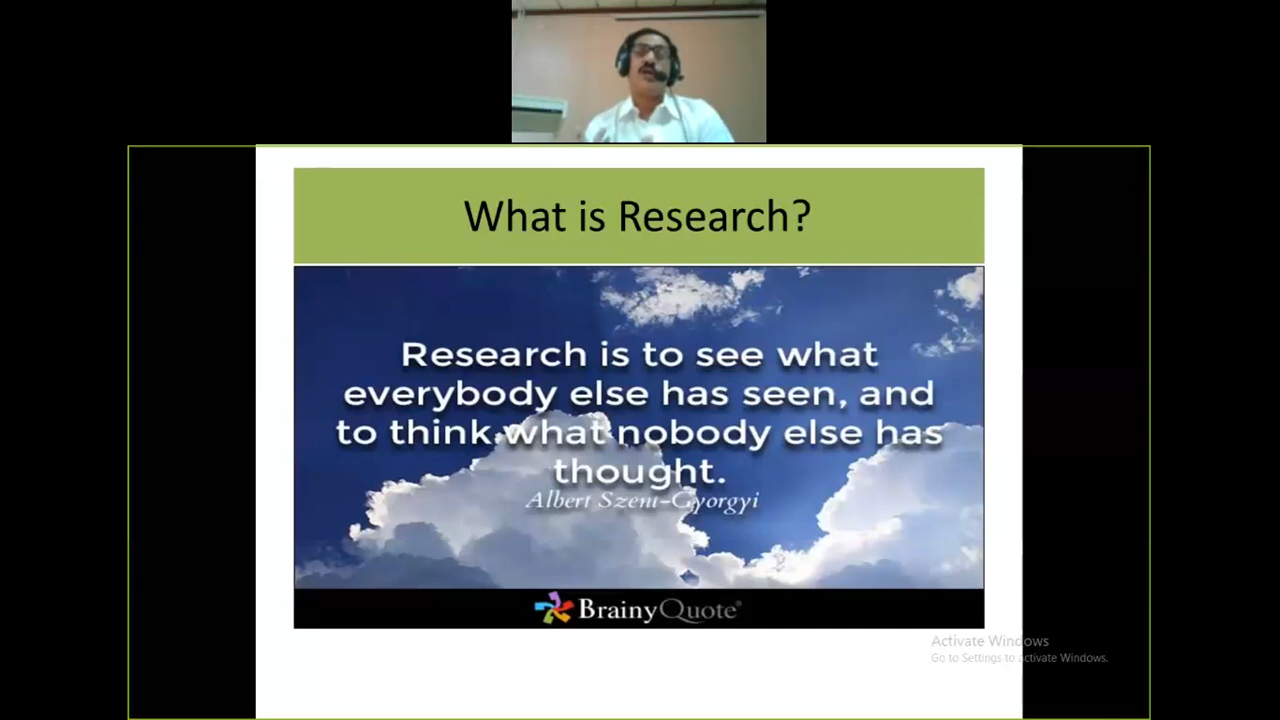 What is Research?
Research is to see what
everybody else has seen, and
to think what nobody else has
thought.
Albert Szent-Gyorgyi
BrainyQuote®
Activate Windows
Go to Settings to activate Windows.